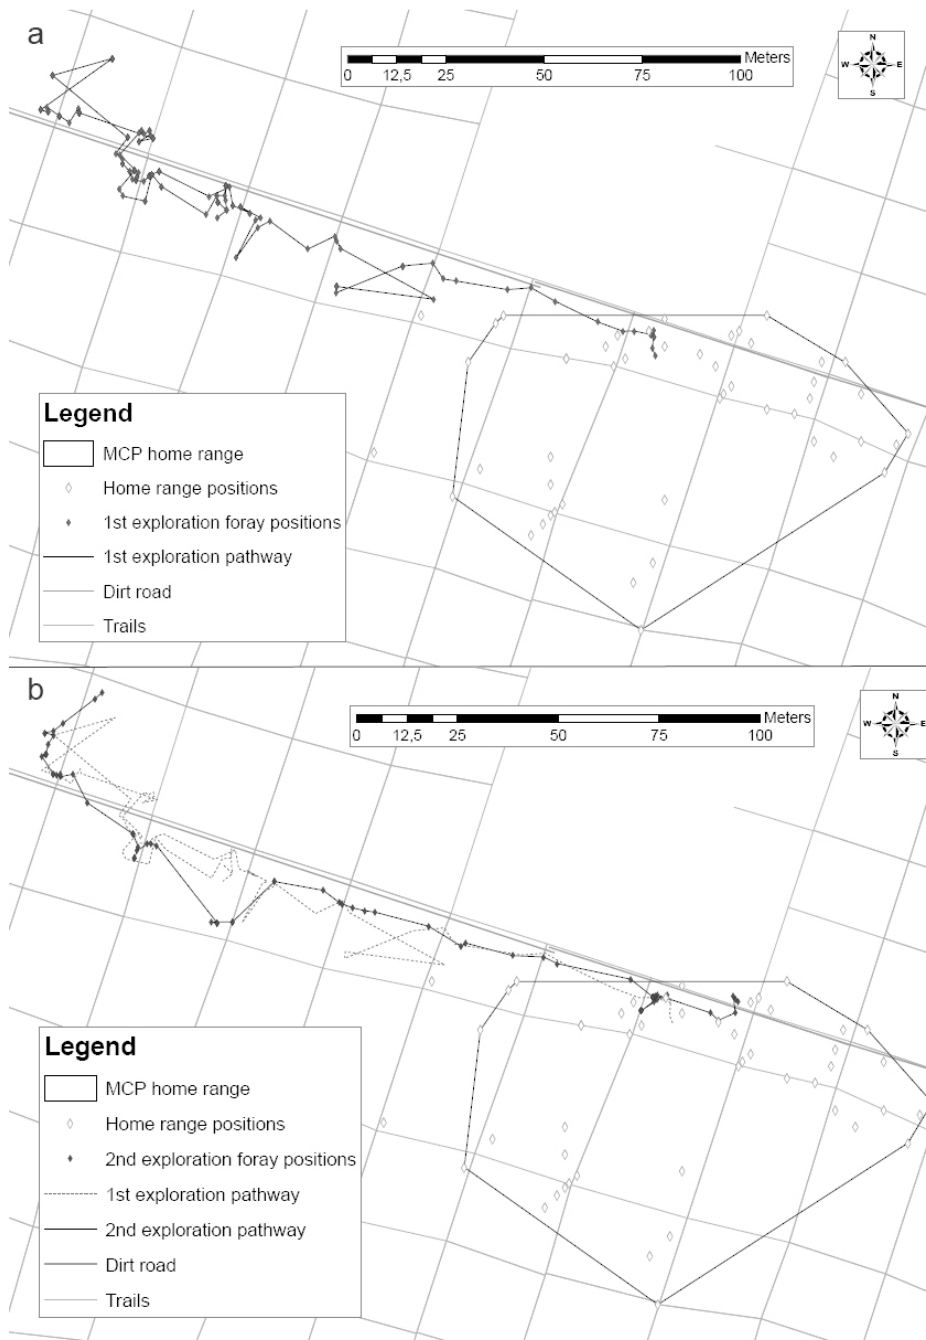 a
Meters
0 12,5 25 50 75 100
N
W E
S
Legend
MCP home range
Home range positions
1st exploration foray positions
1st exploration pathway
Dirt road
Trails
b
Meters
0 12,5 25 50 75 100
N
W E
S
Legend
MCP home range
Home range positions
2nd exploration foray positions
1st exploration pathway
2nd exploration pathway
Dirt road
Trails